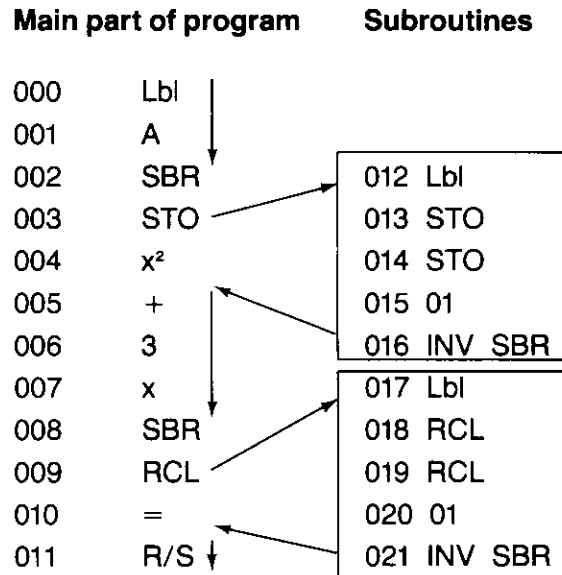 Main part of program Subroutines
000 Lbl
001 A
002 SBR 012 Lbl
003 STO 013 STO
004 x² 014 STO
005 + 015 01
006 3 016 INV SBR
007 x 017 Lbl
008 SBR 018 RCL
009 RCL 019 RCL
010 = 020 01
011 R/S 021 INV SBR